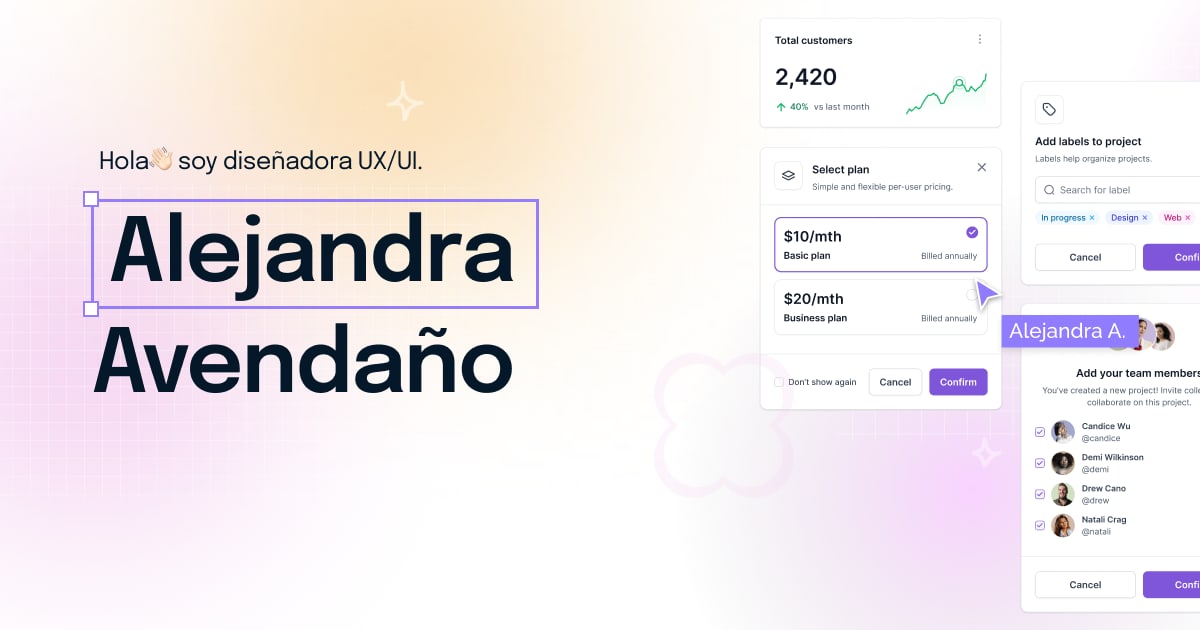 Hola👋🏻 soy diseñadora UX/UI.
Alejandra
Avendaño
Total customers
2,420
40% vs last month
Select plan
Simple and flexible per-user pricing.
$10/mth
Basic plan
Billed annually
$20/mth
Business plan
Billed annually
Don't show again
Cancel
Confirm
Alejandra A.
Add labels to project
Labels help organize projects.
Search for label
In progress
Design
Web
Cancel
Confi
Add your team members
You've created a new project! Invite colle
collaborate on this project.
Candice Wu
@candice
Demi Wilkinson
@demi
Drew Cano
@drew
Natali Crag
@natali
Cancel
Confi